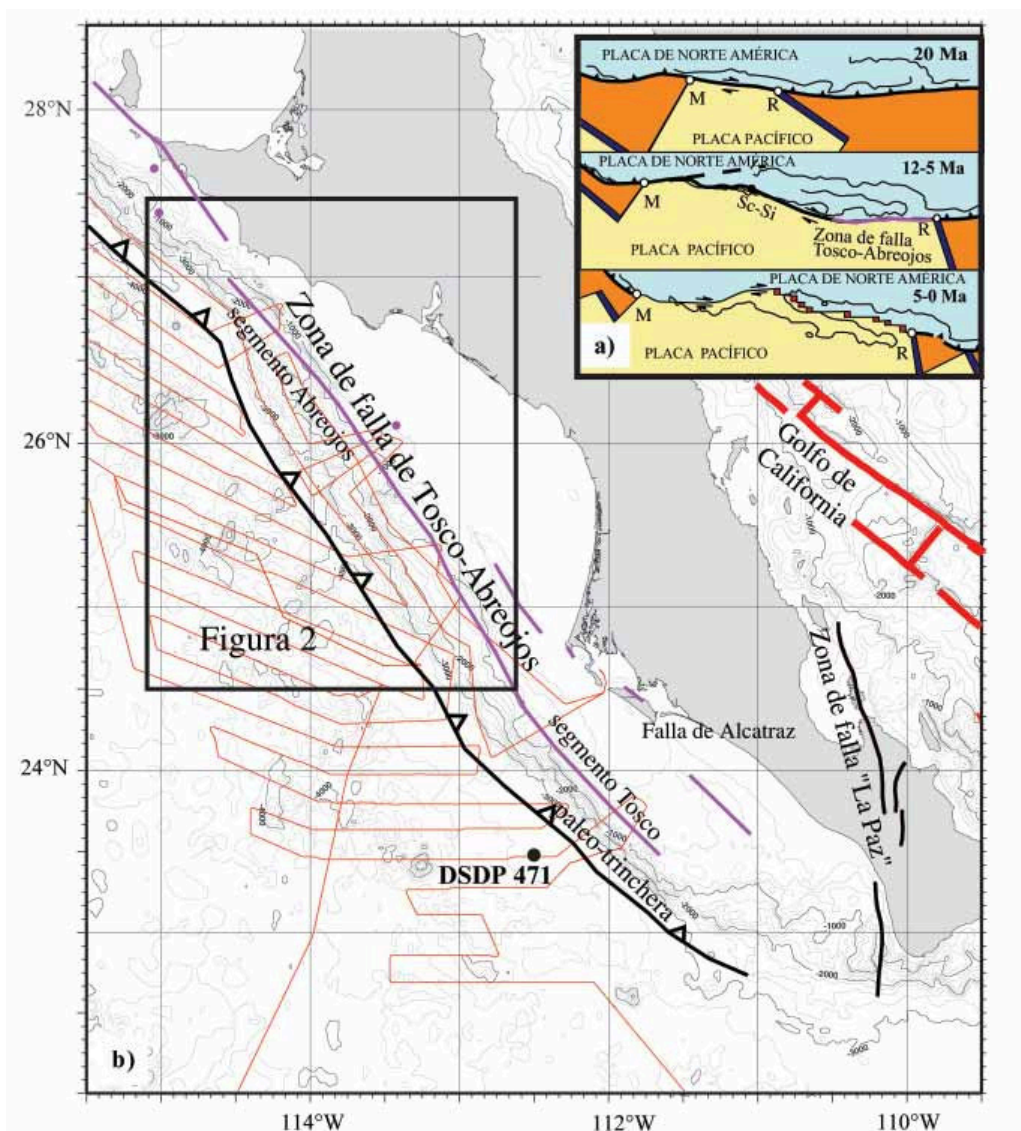 PLACA DE NORTE AMÉRICA
20 Ma
M
R
PLACA PACÍFICO
PLACA DE NORTE AMÉRICA
12-5 Ma
M
Sc-Si
R
Zona de falla
Tosco-Abreojos
PLACA PACÍFICO
PLACA DE NORTE AMÉRICA
5-0 Ma
M
a)
R
PLACA PACÍFICO
28°N
26°N
24°N
Zona de falla de Tosco-Abreojos
segmento Abreojos
Golfo de
California
Figura 2
segmento Tosco
Falla de Alcatraz
Zona de falla "La Paz"
paleo-trinchera
DSDP 471
b)
114°W
112°W
110°W